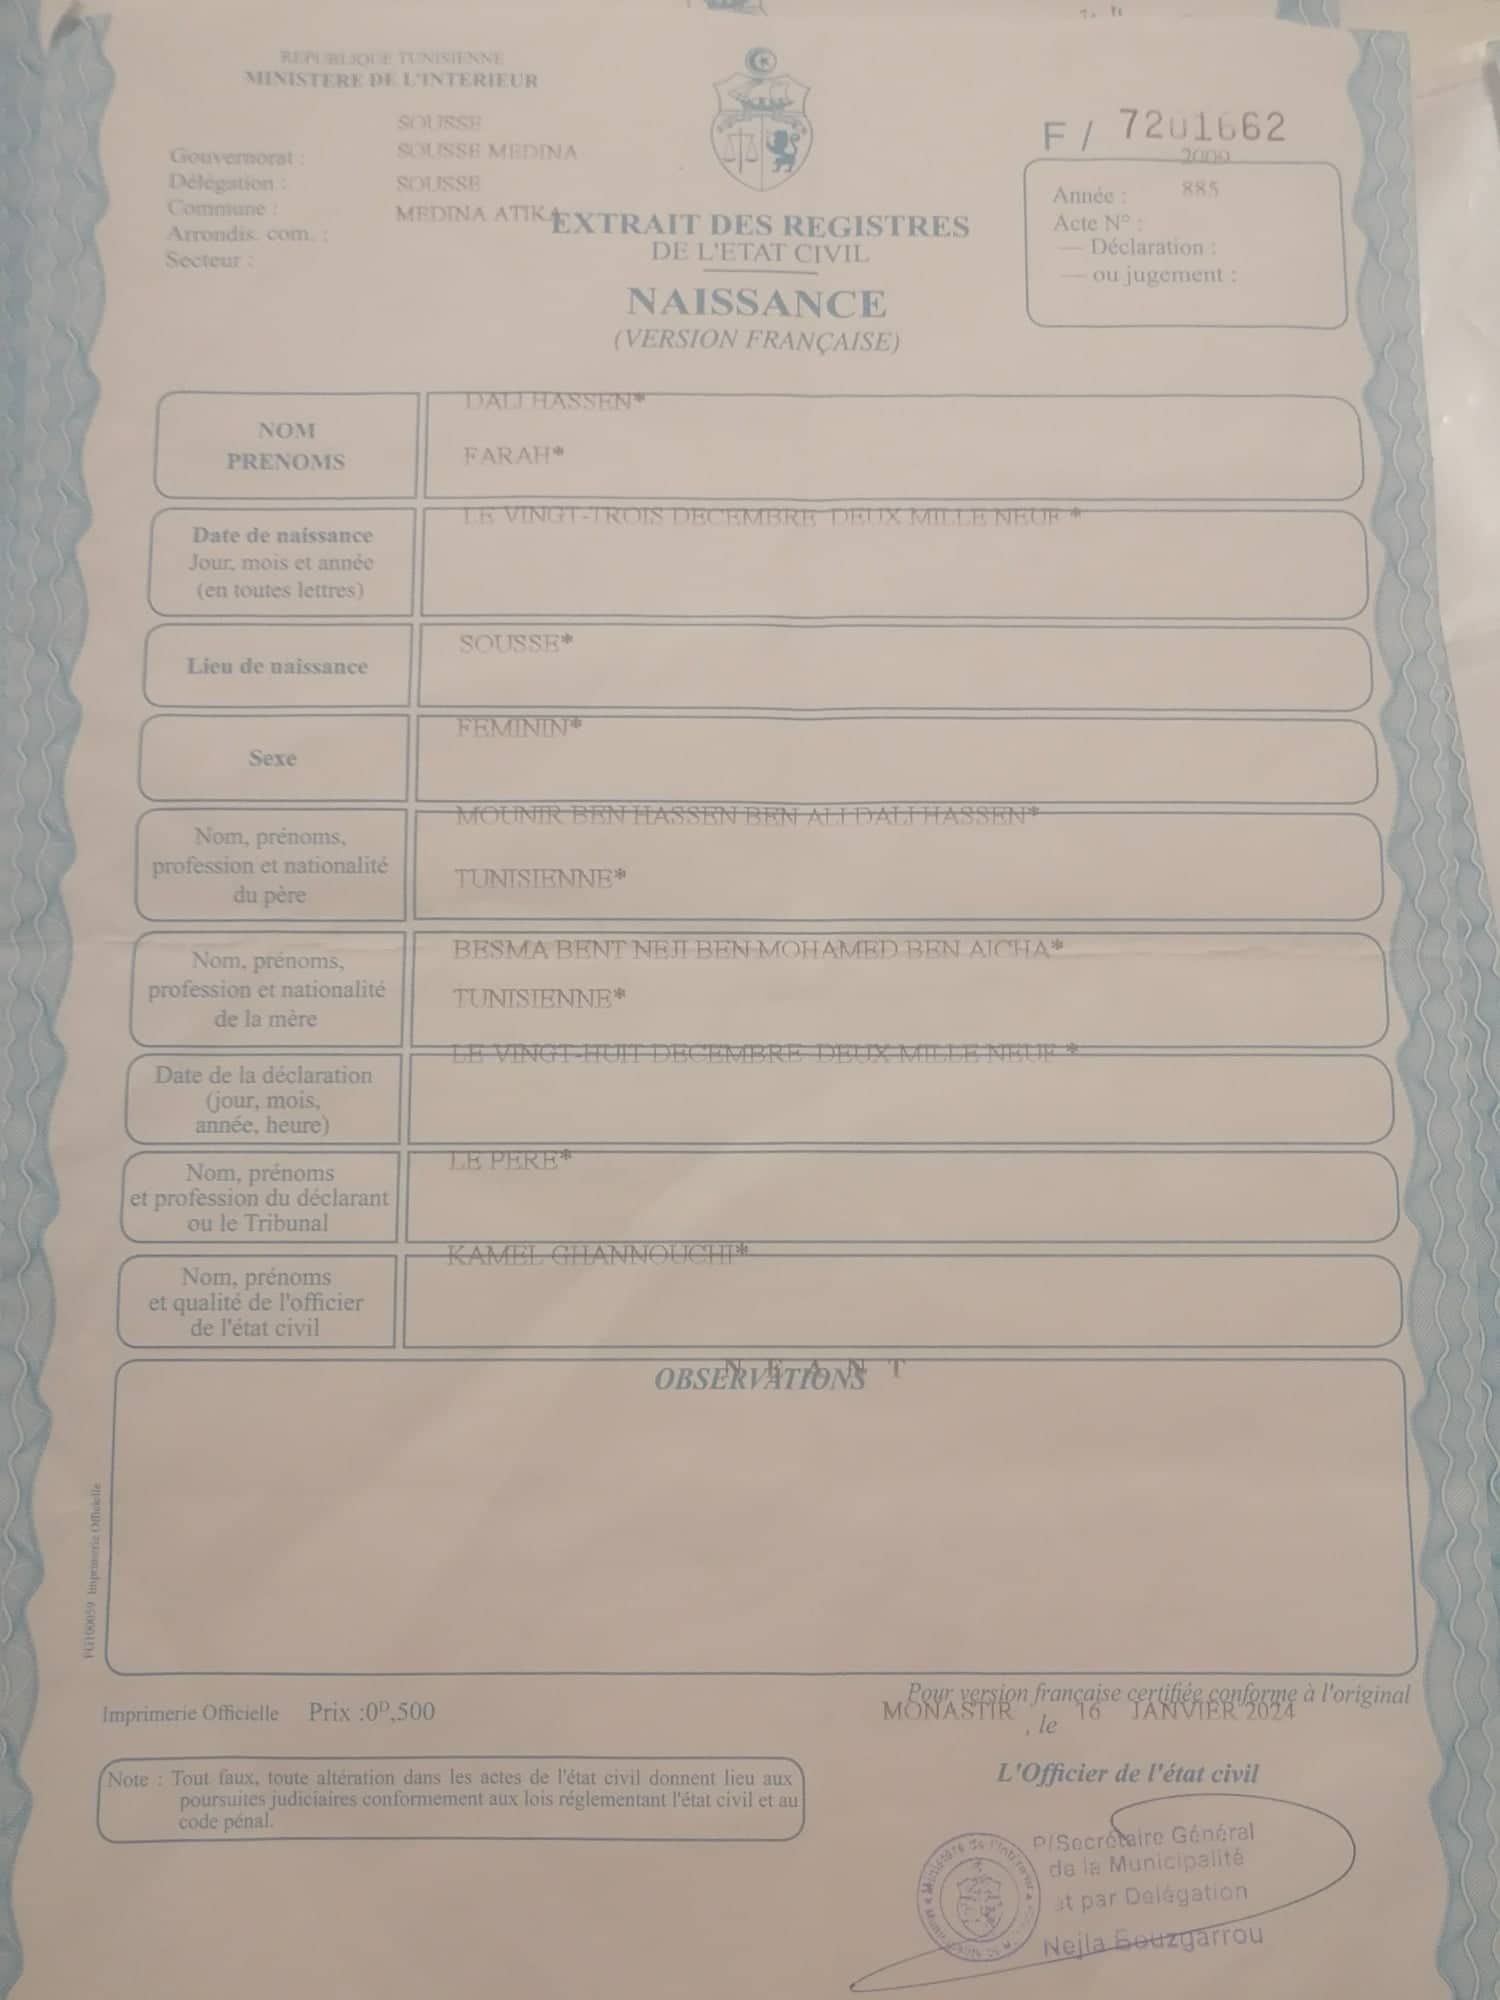 REPUBLIQUE TUNISIENNE
MINISTERE DE L'INTERIEUR
SOUSSE
Gouvernorat : SOUSSE MEDINA
Délégation : SOUSSE
Commune : MEDINA ATIKA
Arrondis. com. :
Secteur :
F / 7201662
2009
Année : 885
Acte N° :
— Déclaration :
— ou jugement :
EXTRAIT DES REGISTRES
DE L'ETAT CIVIL
NAISSANCE
(VERSION FRANÇAISE)
NOM
PRENOMS
DALI HASSEN*
FARAH*
Date de naissance
Jour, mois et année
(en toutes lettres)
LE VINGT-TROIS DECEMBRE DEUX MILLE NEUF *
Lieu de naissance
SOUSSE*
Sexe
FEMININ*
Nom, prénoms,
profession et nationalité
du père
MOUNIR BEN HASSEN BEN ALI DALI HASSEN*
TUNISIENNE*
Nom, prénoms,
profession et nationalité
de la mère
BESMA BENT NEJI BEN MOHAMED BEN AICHA*
TUNISIENNE*
Date de la déclaration
(jour, mois,
année, heure)
LE VINGT-HUIT DECEMBRE DEUX MILLE NEUF *
Nom, prénoms
et profession du déclarant
ou le Tribunal
LE PERE*
Nom, prénoms
et qualité de l'officier
de l'état civil
KAMEL GHANNOUCHI*
N E A N T
OBSERVATIONS
FG100059 Imprimerie Officielle
Imprimerie Officielle Prix :0ᴰ,500
Pour version française certifiée conforme à l'original
MONASTIR , le 16 JANVIER 2024
Note : Tout faux, toute altération dans les actes de l'état civil donnent lieu aux
poursuites judiciaires conformement aux lois réglementant l'état civil et au
code pénal.
L'Officier de l'état civil
P/Secrétaire Général
de la Municipalité
et par Délégation
Nejla Bouzgarrou